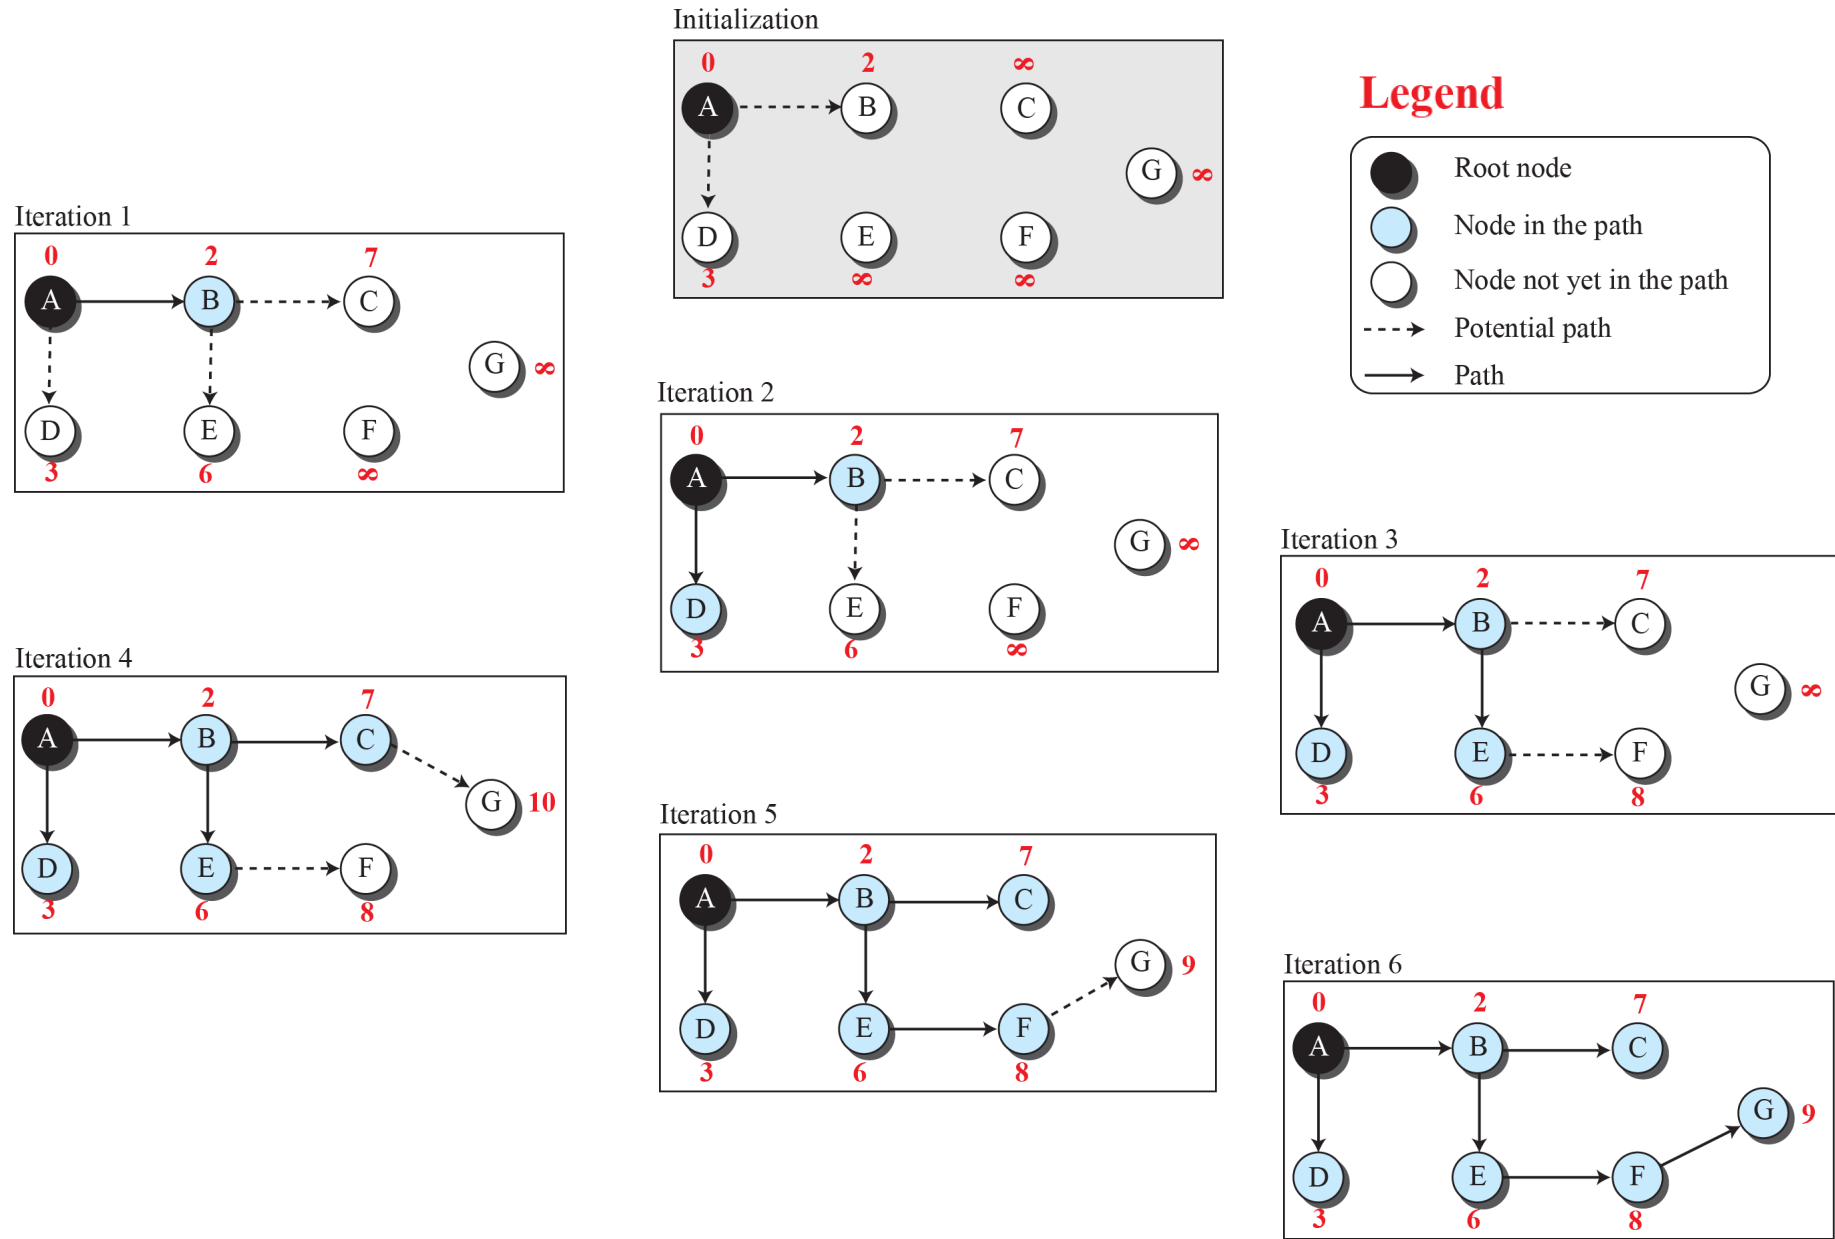 Initialization
0 2 ∞
A B C
G ∞
D E F
3 ∞ ∞
Legend
Root node
Node in the path
Node not yet in the path
Potential path
Path
Iteration 1
0 2 7
A B C
G ∞
D E F
3 6 ∞
Iteration 2
0 2 7
A B C
G ∞
D E F
3 6 ∞
Iteration 3
0 2 7
A B C
G ∞
D E F
3 6 8
Iteration 4
0 2 7
A B C
G 10
D E F
3 6 8
Iteration 5
0 2 7
A B C
G 9
D E F
3 6 8
Iteration 6
0 2 7
A B C
G 9
D E F
3 6 8